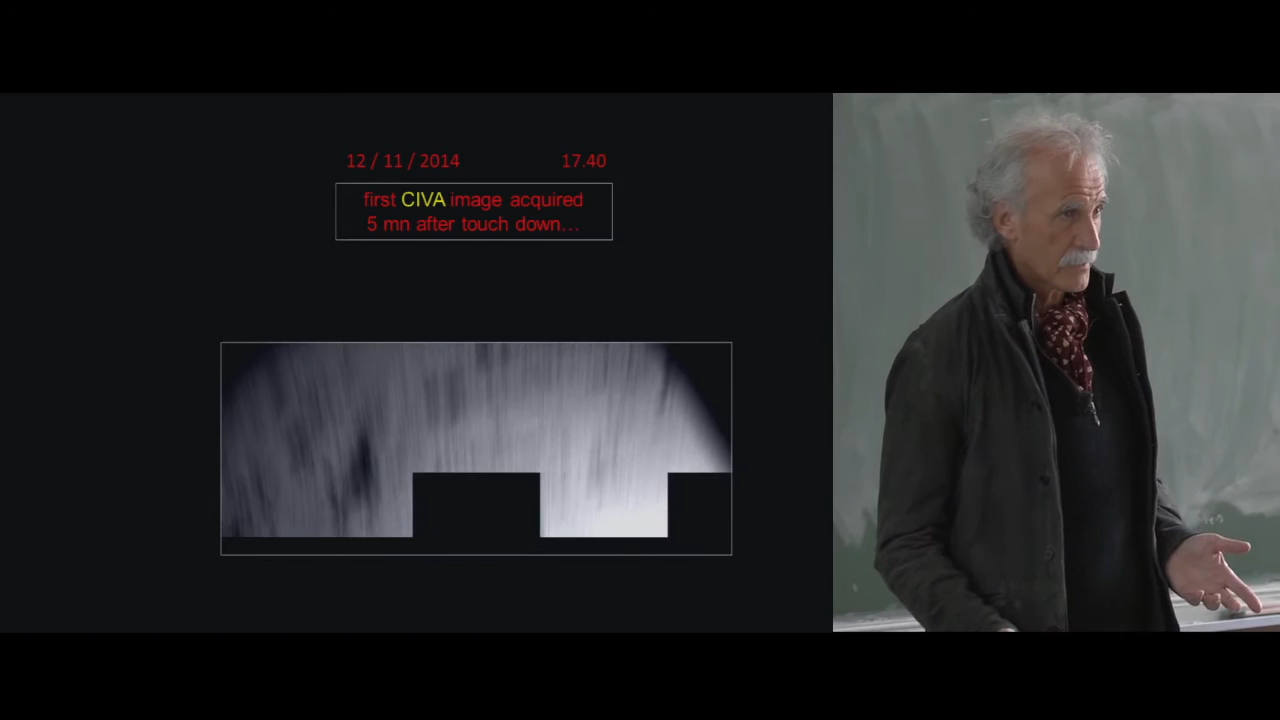 12 / 11 / 2014 17.40
first CIVA image acquired
5 mn after touch down...